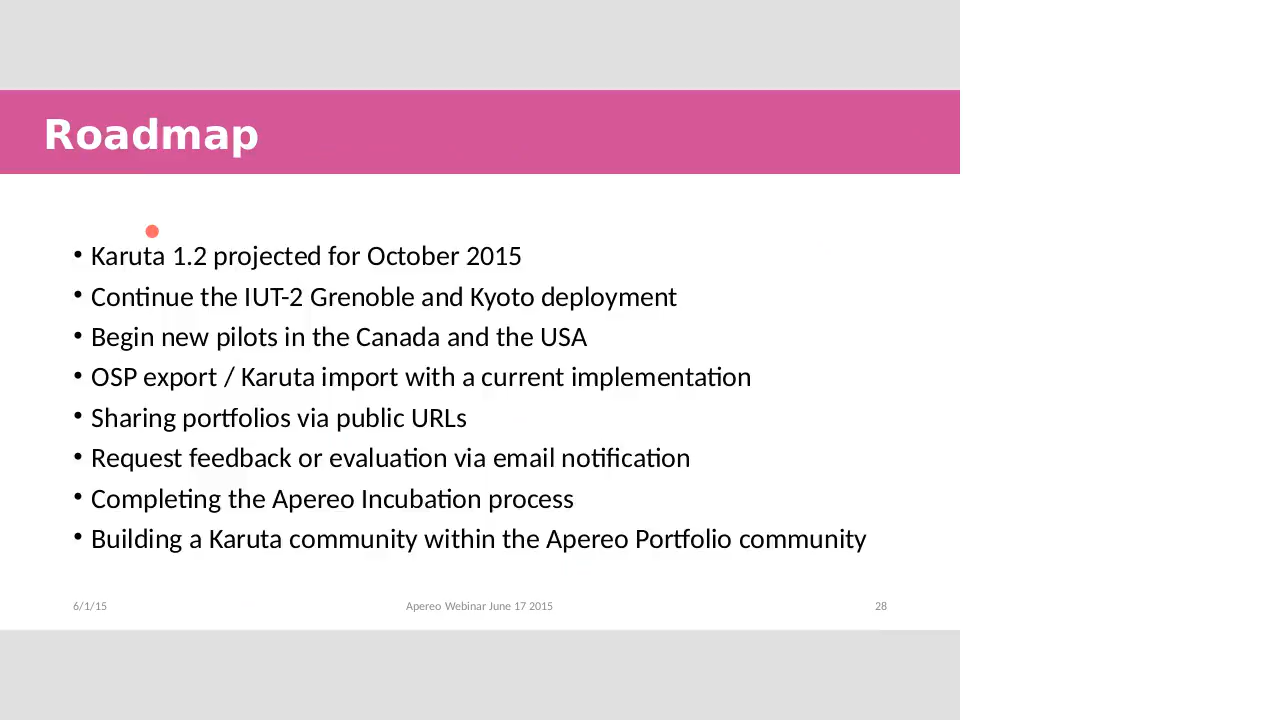 Roadmap
• Karuta 1.2 projected for October 2015
• Continue the IUT-2 Grenoble and Kyoto deployment
• Begin new pilots in the Canada and the USA
• OSP export / Karuta import with a current implementation
• Sharing portfolios via public URLs
• Request feedback or evaluation via email notification
• Completing the Apereo Incubation process
• Building a Karuta community within the Apereo Portfolio community
6/1/15 Apereo Webinar June 17 2015 28